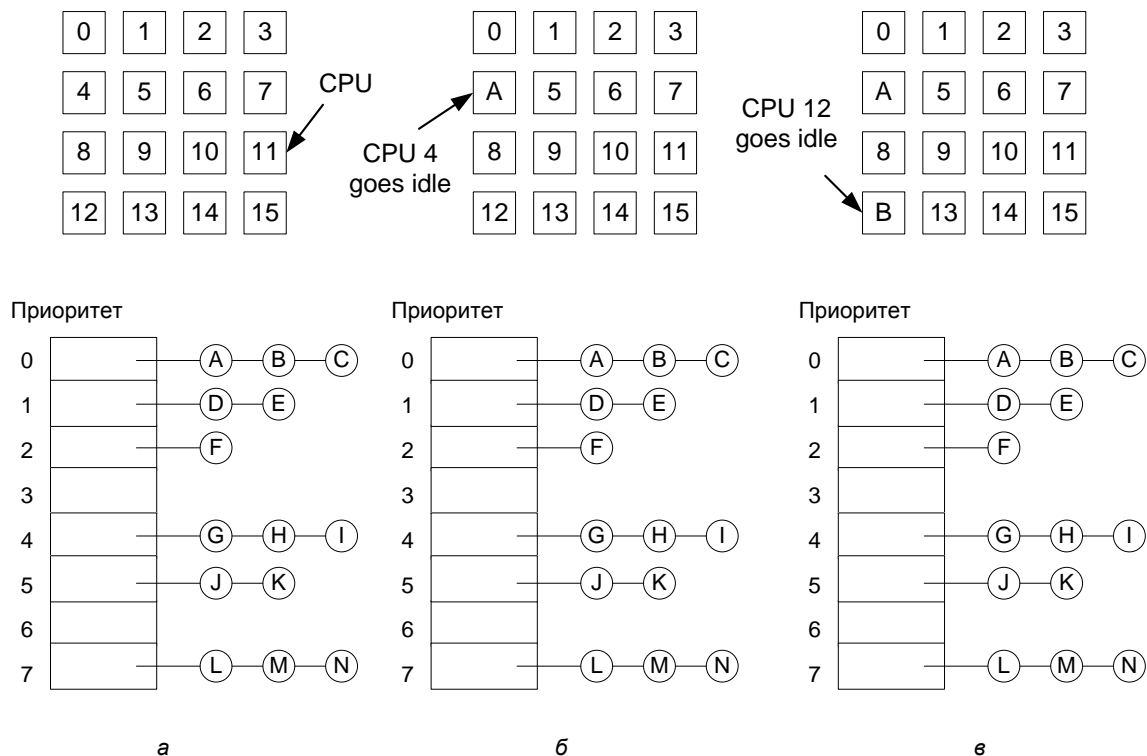 0 1 2 3
4 5 6 7
8 9 10 11
12 13 14 15
CPU
0 1 2 3
A 5 6 7
8 9 10 11
12 13 14 15
CPU 4
goes idle
0 1 2 3
A 5 6 7
8 9 10 11
B 13 14 15
CPU 12
goes idle
Приоритет
0 A B C
1 D E
2 F
3
4 G H I
5 J K
6
7 L M N
а
Приоритет
0 A B C
1 D E
2 F
3
4 G H I
5 J K
6
7 L M N
б
Приоритет
0 A B C
1 D E
2 F
3
4 G H I
5 J K
6
7 L M N
в